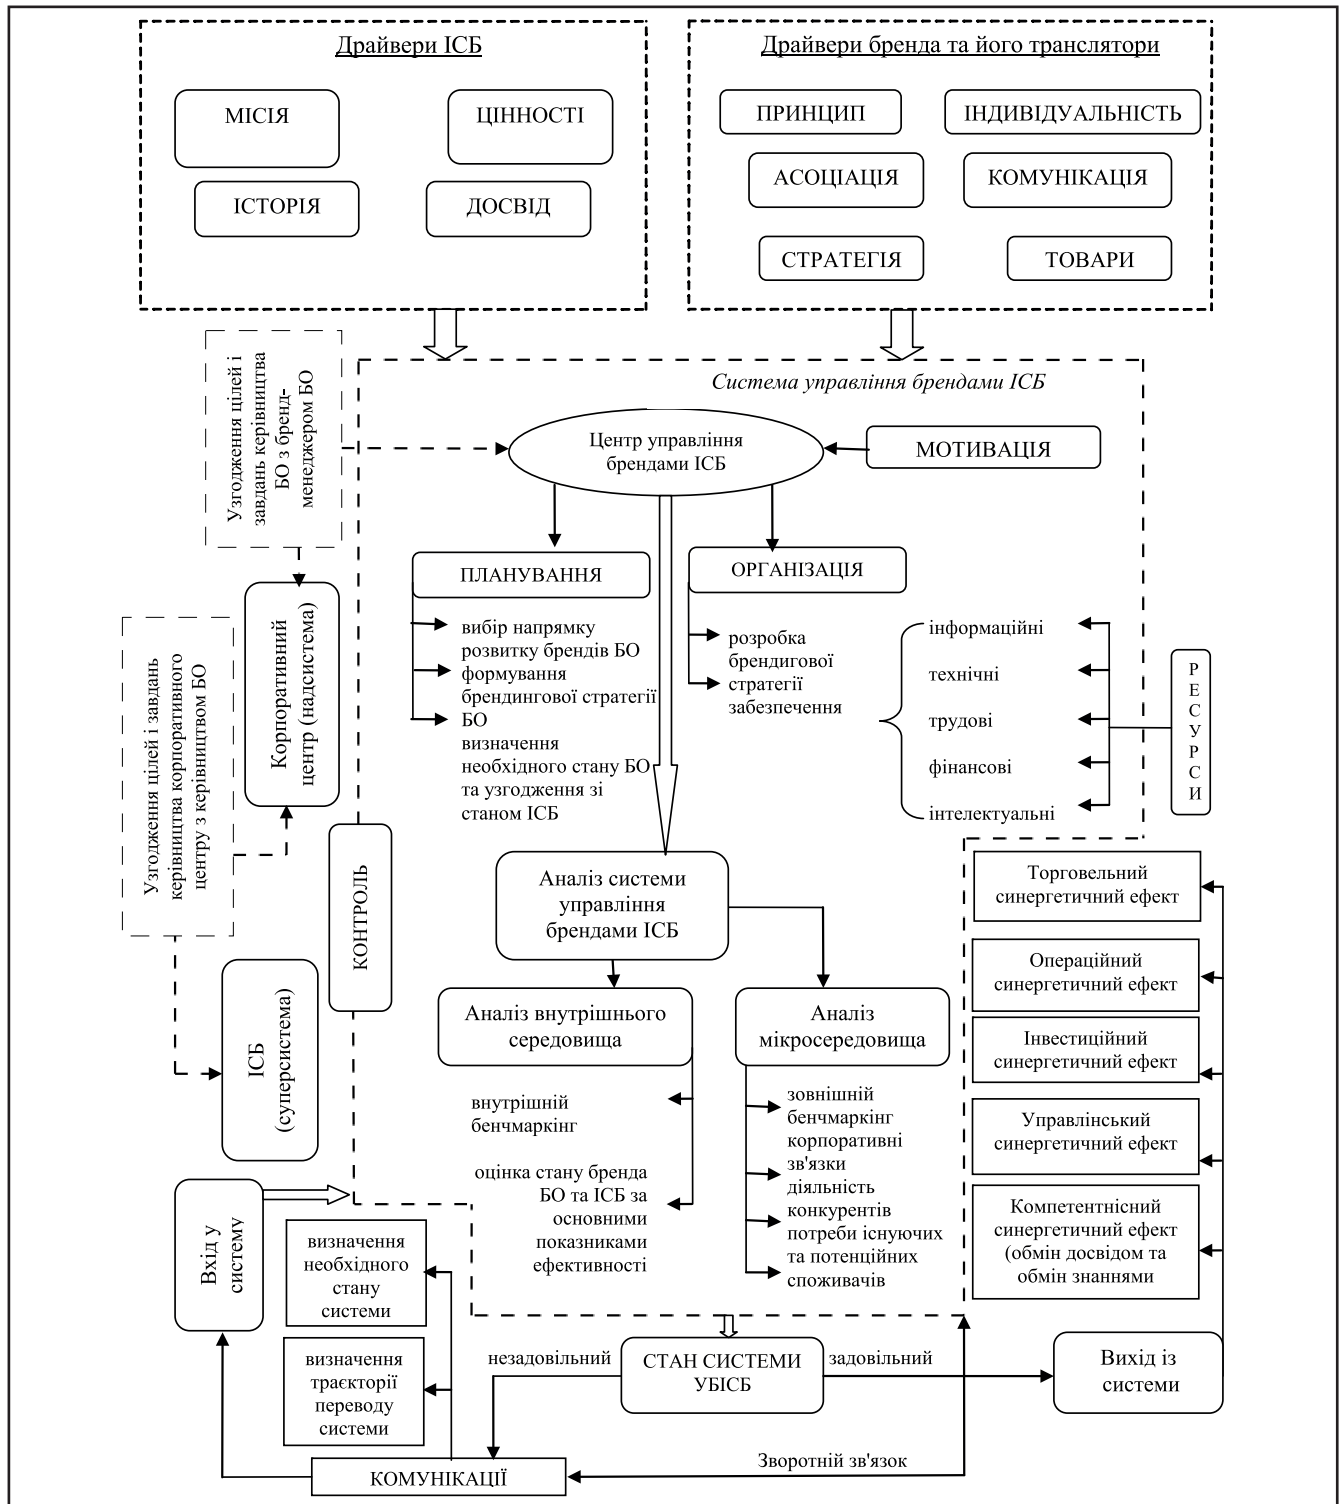 Драйвери ІСБ
МІСІЯ
ЦІННОСТІ
ІСТОРІЯ
ДОСВІД
Драйвери бренда та його транслятори
ПРИНЦИП
ІНДИВІДУАЛЬНІСТЬ
АСОЦІАЦІЯ
КОМУНІКАЦІЯ
СТРАТЕГІЯ
ТОВАРИ
Узгодження цілей і
завдань керівництва
БО з бренд-
менеджером БО
Система управління брендами ІСБ
Центр управління
брендами ІСБ
МОТИВАЦІЯ
ПЛАНУВАННЯ
ОРГАНІЗАЦІЯ
вибір напрямку
розвитку брендів БО
формування
брендингової стратегії
БО
визначення
необхідного стану БО
та узгодження зі
станом ІСБ
розробка
брендигової
стратегії
забезпечення
інформаційні
технічні
трудові
фінансові
інтелектуальні
РЕСУРСИ
Корпоративний
центр (надсистема)
Узгодження цілей і завдань
керівництва корпоративного
центру з керівництвом БО
КОНТРОЛЬ
ІСБ
(суперсистема)
Аналіз системи
управління
брендами ІСБ
Аналіз внутрішнього
середовища
Аналіз
мікросередовища
внутрішній
бенчмаркінг
оцінка стану бренда
БО та ІСБ за
основними
показниками
ефективності
зовнішній
бенчмаркінг
корпоративні
зв'язки
діяльність
конкурентів
потреби існуючих
та потенційних
споживачів
Торговельний
синергетичний ефект
Операційний
синергетичний ефект
Інвестиційний
синергетичний ефект
Управлінський
синергетичний ефект
Компетентнісний
синергетичний ефект
(обмін досвідом та
обмін знаннями
Вхід у
систему
визначення
необхідного
стану
системи
визначення
траєкторії
переводу
системи
незадовільний
СТАН СИСТЕМИ
УБІСБ
задовільний
Вихід із
системи
Зворотній зв'язок
КОМУНІКАЦІЇ